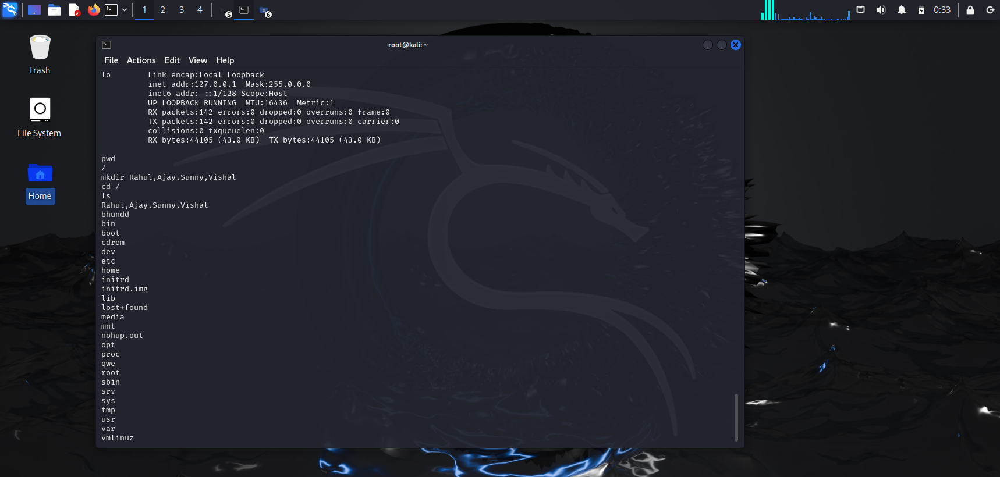 1 2 3 4 5 6 0:33
root@kali: ~
File Actions Edit View Help
Trash
File System
Home
lo        Link encap:Local Loopback
          inet addr:127.0.0.1  Mask:255.0.0.0
          inet6 addr: ::1/128 Scope:Host
          UP LOOPBACK RUNNING  MTU:16436  Metric:1
          RX packets:142 errors:0 dropped:0 overruns:0 frame:0
          TX packets:142 errors:0 dropped:0 overruns:0 carrier:0
          collisions:0 txqueuelen:0
          RX bytes:44105 (43.0 KB)  TX bytes:44105 (43.0 KB)
pwd
/
mkdir Rahul,Ajay,Sunny,Vishal
cd /
ls
Rahul,Ajay,Sunny,Vishal
bhundd
bin
boot
cdrom
dev
etc
home
initrd
initrd.img
lib
lost+found
media
mnt
nohup.out
opt
proc
qwe
root
sbin
srv
sys
tmp
usr
var
vmlinuz